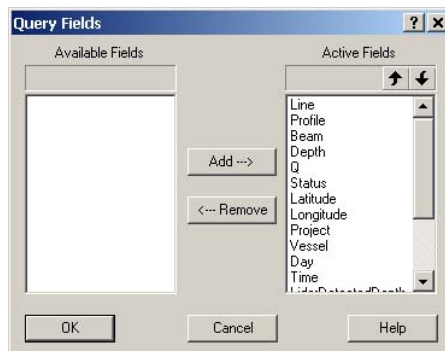 Query Fields
Available Fields
Active Fields
Add --->
<--- Remove
Line
Profile
Beam
Depth
Q
Status
Latitude
Longitude
Project
Vessel
Day
Time
LidarDetectedDepth
OK
Cancel
Help